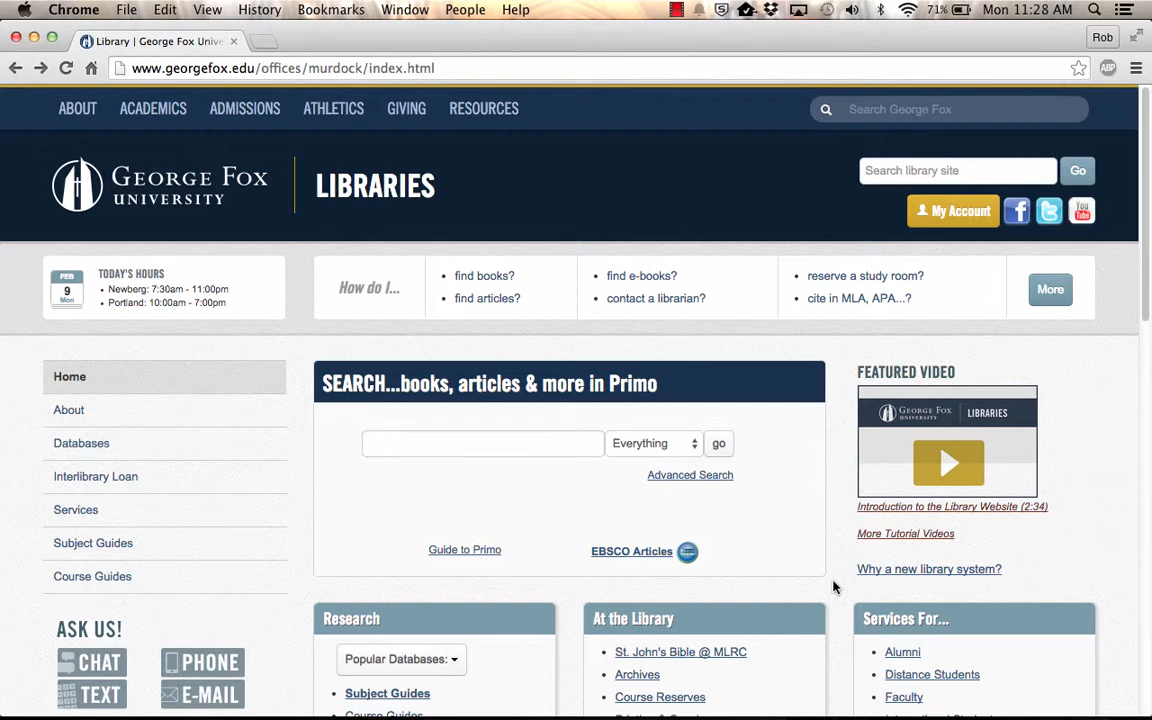 Chrome File Edit View History Bookmarks Window People Help 71% Mon 11:28 AM
Library | George Fox Unive Rob
www.georgefox.edu/offices/murdock/index.html ABP
ABOUT ACADEMICS ADMISSIONS ATHLETICS GIVING RESOURCES Search George Fox
GEORGE FOX
UNIVERSITY
LIBRARIES
Search library site Go
My Account f You Tube
FEB
9
Mon
TODAY'S HOURS
Newberg: 7:30am - 11:00pm
Portland: 10:00am - 7:00pm
How do I...
find books?
find articles?
find e-books?
contact a librarian?
reserve a study room?
cite in MLA, APA...?
More
Home
About
Databases
Interlibrary Loan
Services
Subject Guides
Course Guides
ASK US!
CHAT PHONE
TEXT E-MAIL
SEARCH...books, articles & more in Primo
Everything go
Advanced Search
Guide to Primo EBSCO Articles
FEATURED VIDEO
GEORGE FOX UNIVERSITY LIBRARIES
Introduction to the Library Website (2:34)
More Tutorial Videos
Why a new library system?
Research
Popular Databases:
Subject Guides
Course Guides
At the Library
St. John's Bible @ MLRC
Archives
Course Reserves
Services For...
Alumni
Distance Students
Faculty